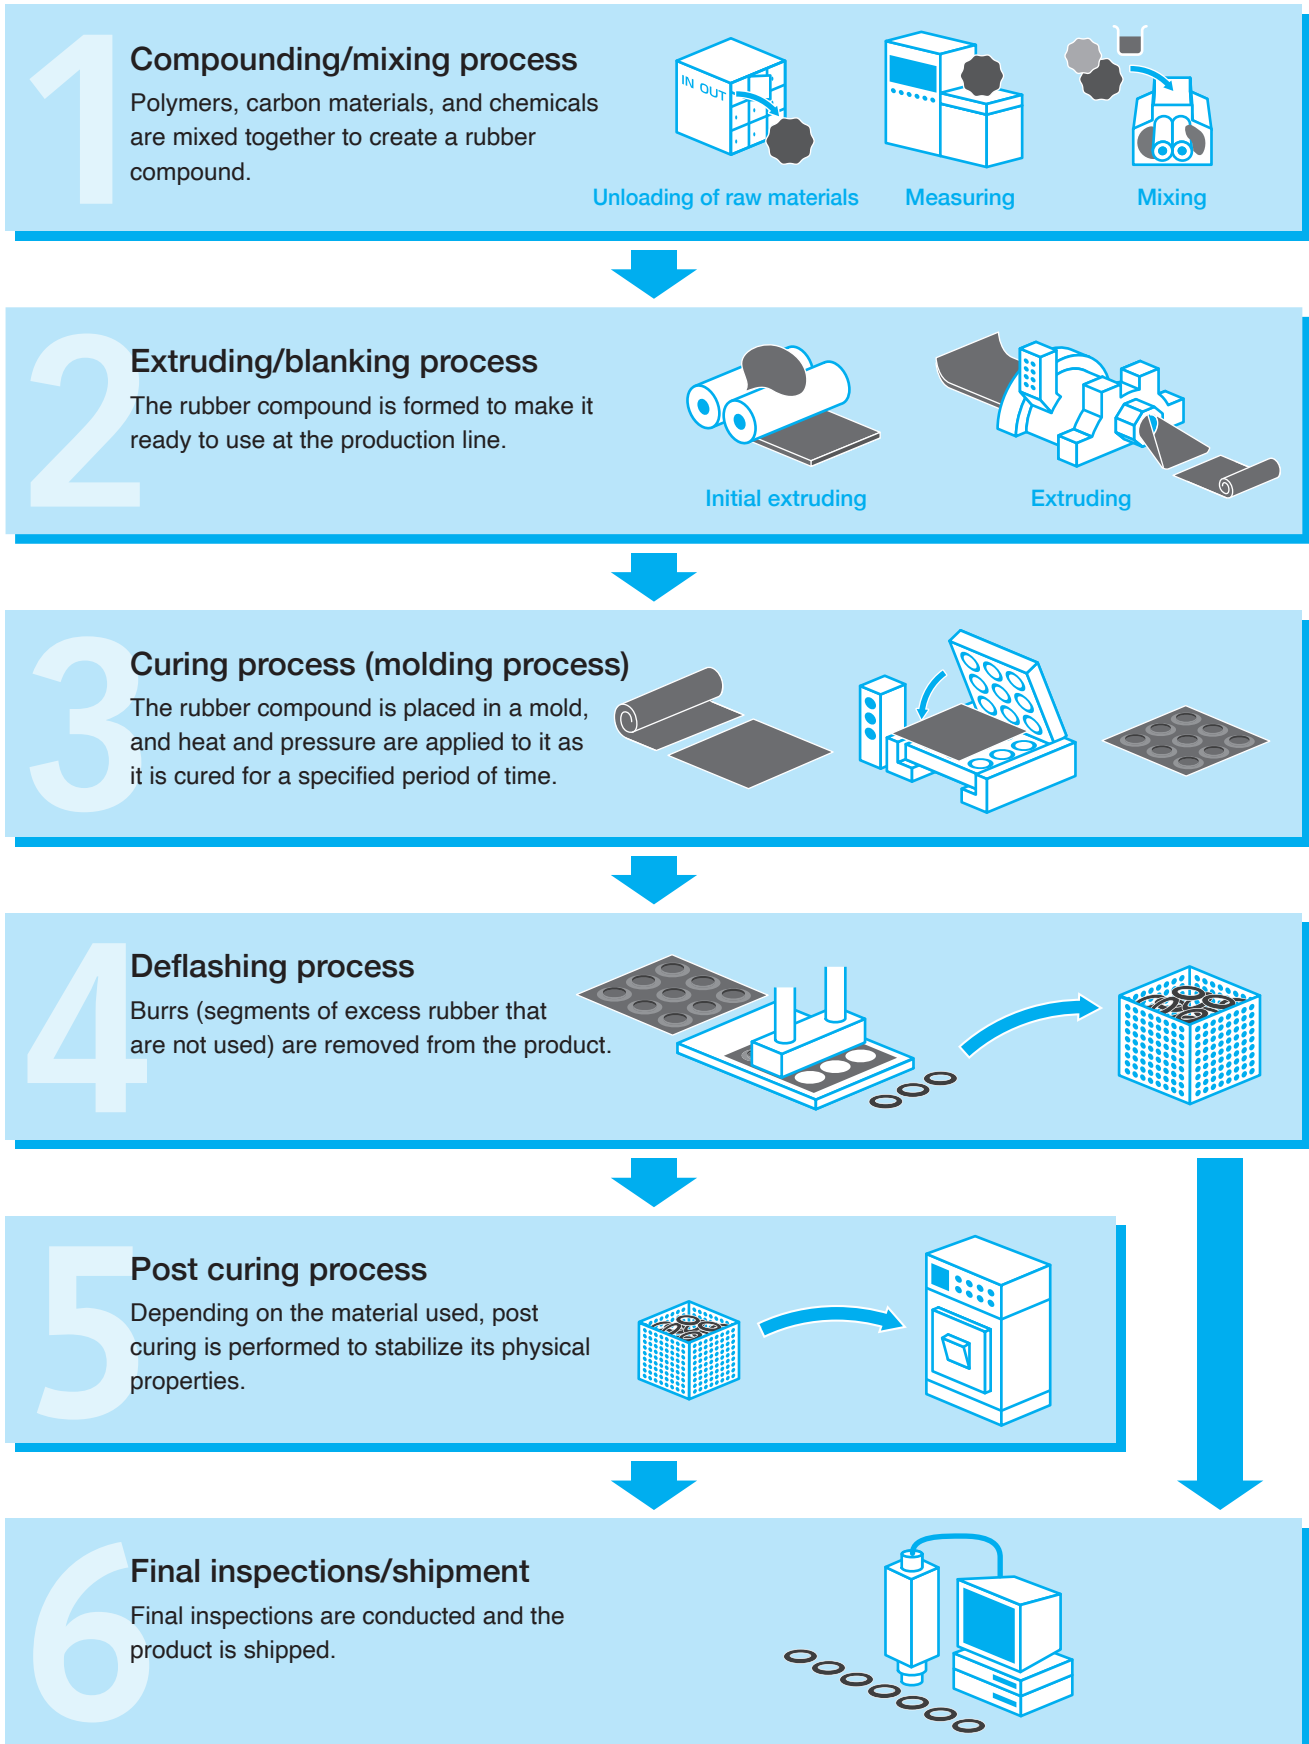 1
Compounding/mixing process
Polymers, carbon materials, and chemicals
are mixed together to create a rubber
compound.
IN OUT
Unloading of raw materials
Measuring
Mixing
2
Extruding/blanking process
The rubber compound is formed to make it
ready to use at the production line.
Initial extruding
Extruding
3
Curing process (molding process)
The rubber compound is placed in a mold,
and heat and pressure are applied to it as
it is cured for a specified period of time.
4
Deflashing process
Burrs (segments of excess rubber that
are not used) are removed from the product.
5
Post curing process
Depending on the material used, post
curing is performed to stabilize its physical
properties.
6
Final inspections/shipment
Final inspections are conducted and the
product is shipped.